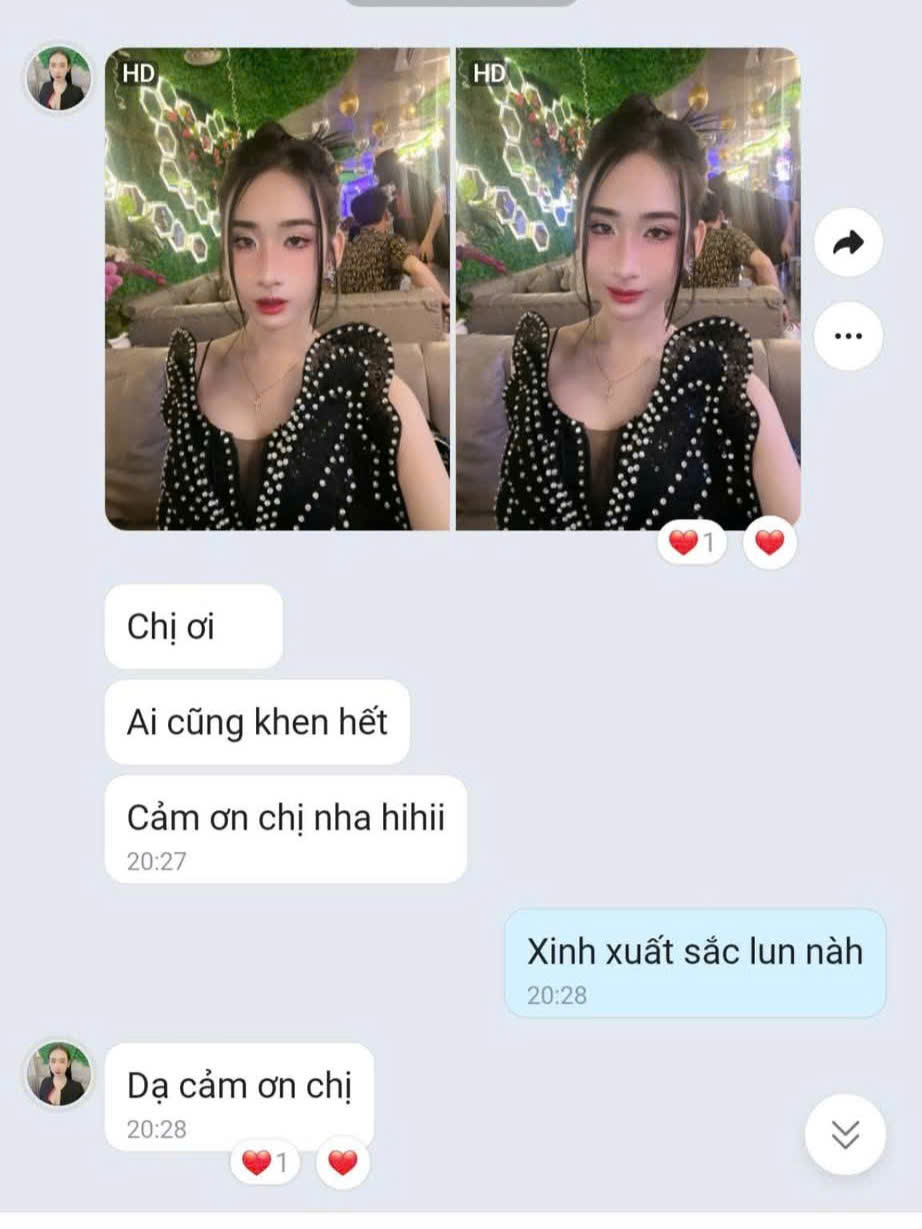 HD HD
1
Chị ơi
Ai cũng khen hết
Cảm ơn chị nha hihii
20:27
Xinh xuất sắc lun nàh
20:28
Dạ cảm ơn chị
20:28
1